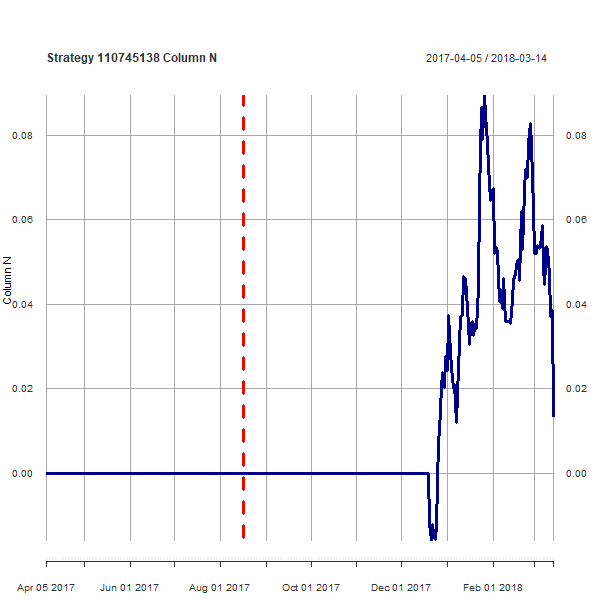 Strategy 110745138 Column N
2017-04-05 / 2018-03-14
0.08
0.08
0.06
0.06
Column N
0.04
0.04
0.02
0.02
0.00
0.00
Apr 05 2017
Jun 01 2017
Aug 01 2017
Oct 01 2017
Dec 01 2017
Feb 01 2018